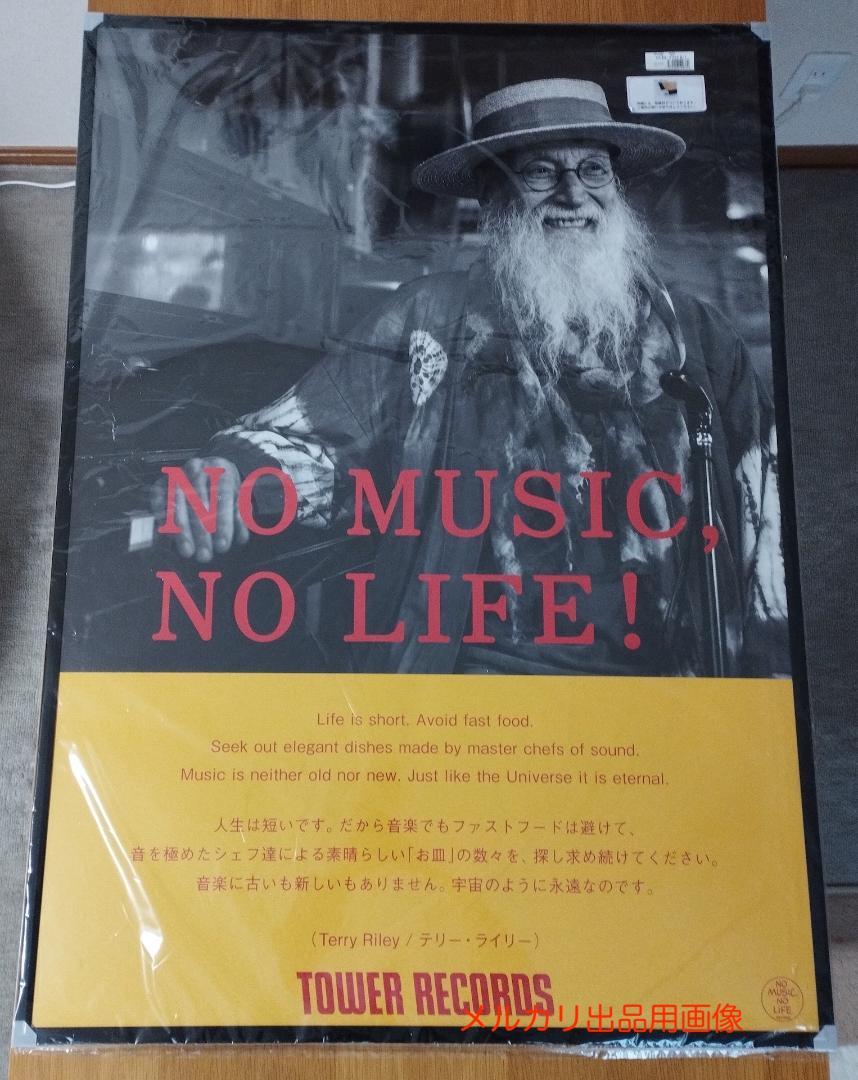 NO MUSIC,
NO LIFE!
Life is short. Avoid fast food.
Seek out elegant dishes made by master chefs of sound.
Music is neither old nor new. Just like the Universe it is eternal.
人生は短いです。だから音楽でもファストフードは避けて、
音を極めたシェフ達による素晴らしい「お皿」の数々を、探し求め続けてください。
音楽に古いも新しいもありません。宇宙のように永遠なのです。
(Terry Riley / テリー・ライリー)
TOWER RECORDS
NO
MUSIC,
NO
LIFE
メルカリ出品用画像